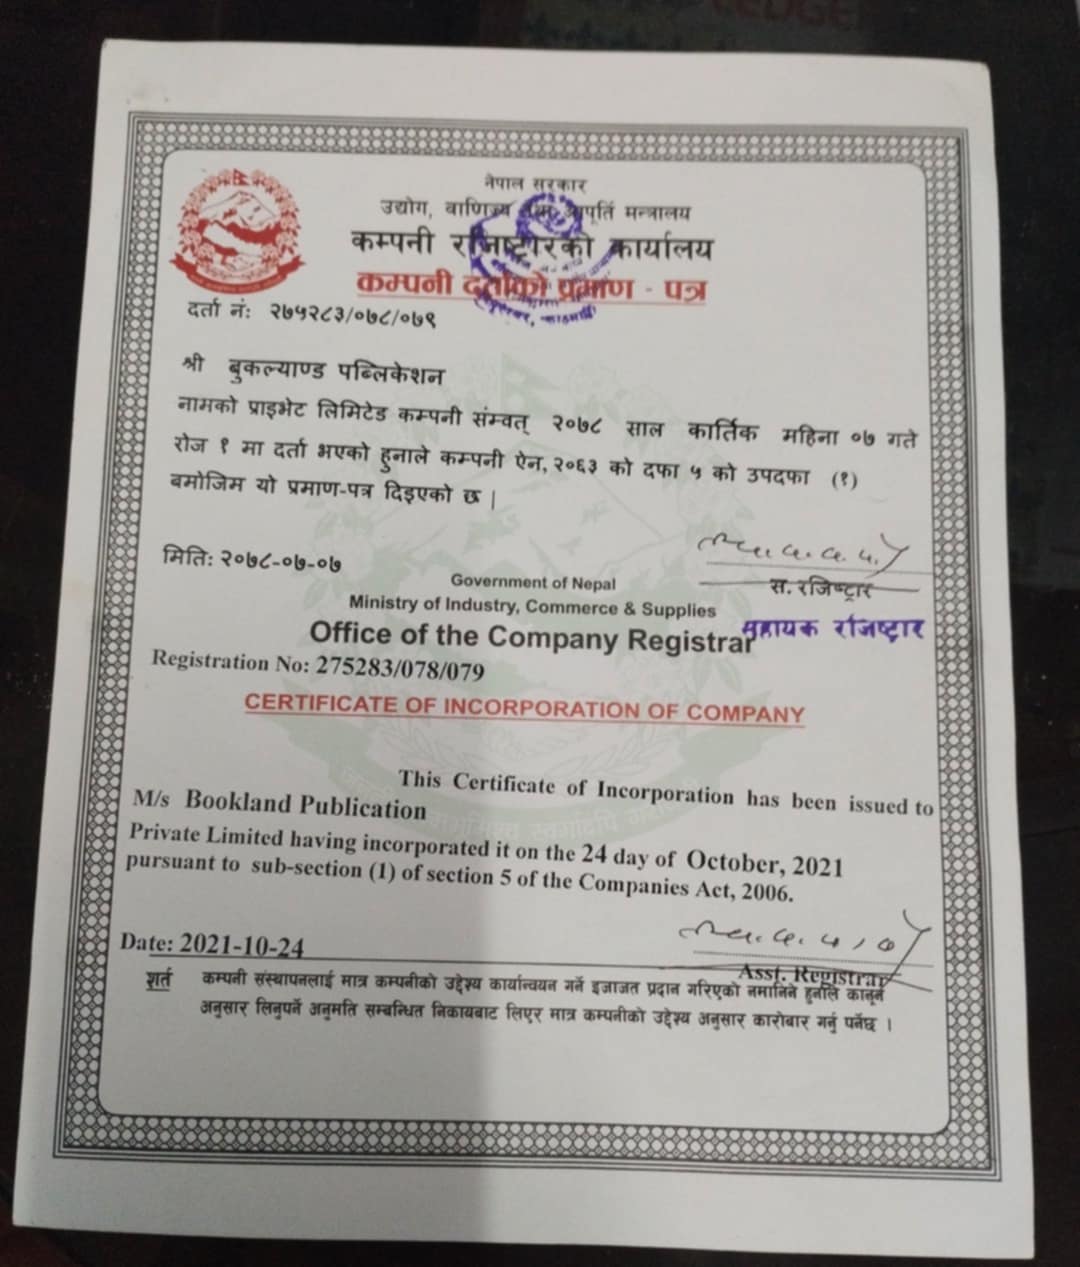 नेपाल सरकार
उद्योग, वाणिज्य तथा आपूर्ति मन्त्रालय
कम्पनी रजिष्ट्रारको कार्यालय
कम्पनी दर्ताको प्रमाण - पत्र
दर्ता नं: २७५२८३/०७८/०७९
श्री बुकल्याण्ड पब्लिकेशन
नामको प्राइभेट लिमिटेड कम्पनी संम्वत् २०७८ साल कार्तिक महिना ०७ गते
रोज १ मा दर्ता भएको हुनाले कम्पनी ऐन, २०६३ को दफा ५ को उपदफा (१)
बमोजिम यो प्रमाण-पत्र दिइएको छ |
मिति: २०७८-०७-०७
स. रजिष्ट्रार
सहायक रजिष्ट्रार
Government of Nepal
Ministry of Industry, Commerce & Supplies
Office of the Company Registrar
Registration No: 275283/078/079
CERTIFICATE OF INCORPORATION OF COMPANY
This Certificate of Incorporation has been issued to
M/s Bookland Publication
Private Limited having incorporated it on the 24 day of October, 2021
pursuant to sub-section (1) of section 5 of the Companies Act, 2006.
Date: 2021-10-24
Asst. Registrar
शर्त कम्पनी संस्थापनलाई मात्र कम्पनीको उद्देश्य कार्यान्वयन गर्ने इजाजत प्रदान गरिएको नमानिने हुनाले कानून
अनुसार लिनुपर्ने अनुमति सम्बन्धित निकायबाट लिएर मात्र कम्पनीको उद्देश्य अनुसार कारोबार गर्नु पर्नेछ ।